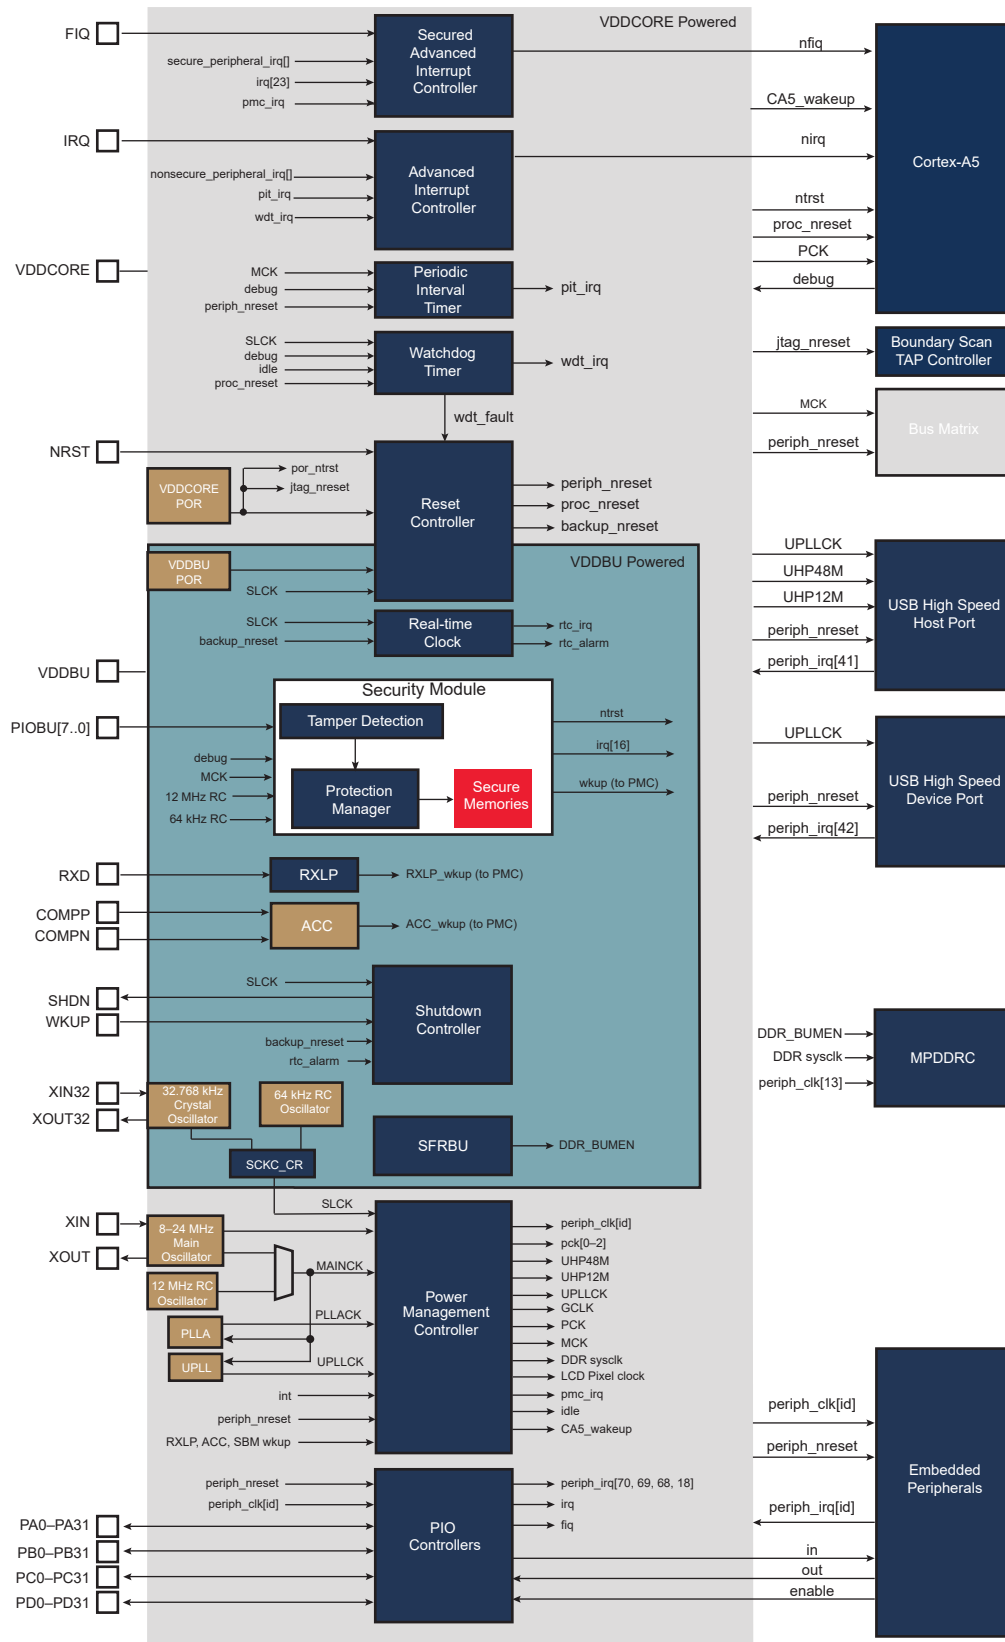 VDDCORE Powered
FIQ
Secured
Advanced
Interrupt
Controller
secure_peripheral_irq[]
irq[23]
pmc_irq
nfiq
CA5_wakeup
IRQ
Advanced
Interrupt
Controller
nonsecure_peripheral_irq[]
pit_irq
wdt_irq
nirq
Cortex-A5
ntrst
proc_nreset
PCK
debug
VDDCORE
MCK
debug
periph_nreset
Periodic
Interval
Timer
pit_irq
SLCK
debug
idle
proc_nreset
Watchdog
Timer
wdt_irq
wdt_fault
jtag_nreset
Boundary Scan
TAP Controller
MCK
periph_nreset
Bus Matrix
NRST
VDDCORE
POR
por_ntrst
jtag_nreset
Reset
Controller
periph_nreset
proc_nreset
backup_nreset
VDDBU Powered
VDDBU
POR
SLCK
SLCK
backup_nreset
Real-time
Clock
rtc_irq
rtc_alarm
UPLLCK
UHP48M
UHP12M
periph_nreset
periph_irq[41]
USB High Speed
Host Port
VDDBU
PIOBU[7..0]
Security Module
Tamper Detection
Protection
Manager
Secure
Memories
debug
MCK
12 MHz RC
64 kHz RC
ntrst
irq[16]
wkup (to PMC)
UPLLCK
periph_nreset
periph_irq[42]
USB High Speed
Device Port
RXD
RXLP
RXLP_wkup (to PMC)
COMPP
COMPN
ACC
ACC_wkup (to PMC)
SHDN
WKUP
SLCK
backup_nreset
rtc_alarm
Shutdown
Controller
DDR_BUMEN
DDR sysclk
periph_clk[13]
MPDDRC
XIN32
XOUT32
32.768 kHz
Crystal
Oscillator
64 kHz RC
Oscillator
SCKC_CR
SFRBU
DDR_BUMEN
SLCK
XIN
XOUT
8–24 MHz
Main
Oscillator
12 MHz RC
Oscillator
MAINCK
PLLACK
PLLA
UPLL
UPLLCK
int
periph_nreset
RXLP, ACC, SBM wkup
Power
Management
Controller
periph_clk[id]
pck[0–2]
UHP48M
UHP12M
UPLLCK
GCLK
PCK
MCK
DDR sysclk
LCD Pixel clock
pmc_irq
idle
CA5_wakeup
periph_nreset
periph_clk[id]
PIO
Controllers
periph_irq[70, 69, 68, 18]
irq
fiq
PA0–PA31
PB0–PB31
PC0–PC31
PD0–PD31
periph_clk[id]
periph_nreset
periph_irq[id]
in
out
enable
Embedded
Peripherals